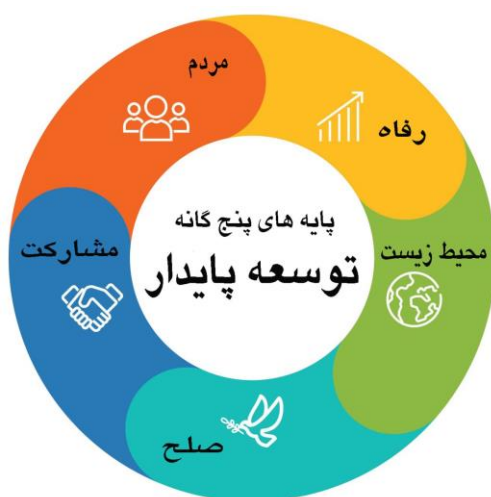 مردم
رفاه
پایه های پنج گانه
توسعه پایدار
مشارکت
محیط زیست
صلح